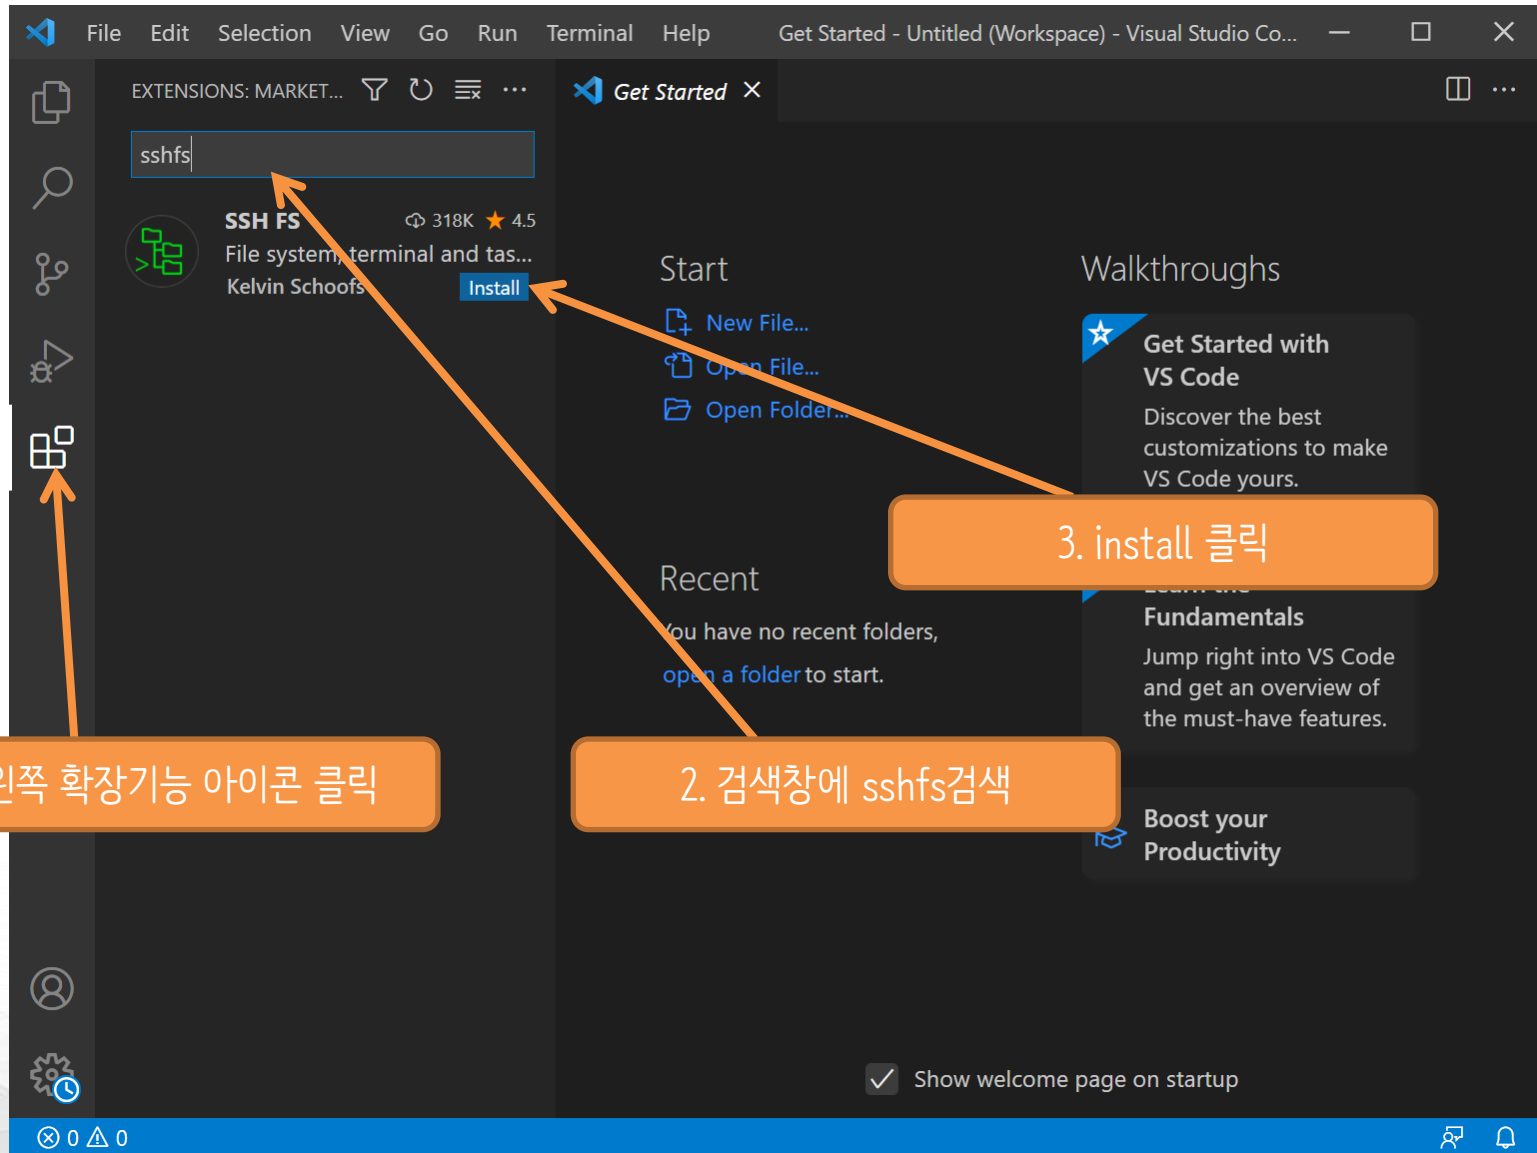 File Edit Selection View Go Run Terminal Help Get Started - Untitled (Workspace) - Visual Studio Co...
EXTENSIONS: MARKET...
Get Started
sshfs
SSH FS 318K 4.5
File system, terminal and tas...
Kelvin Schoofs Install
Start
New File...
Open File...
Open Folder...
Recent
You have no recent folders,
open a folder to start.
Walkthroughs
Get Started with
VS Code
Discover the best
customizations to make
VS Code yours.
3. install 클릭
Learn the
Fundamentals
Jump right into VS Code
and get an overview of
the must-have features.
왼쪽 확장기능 아이콘 클릭
2. 검색창에 sshfs검색
Boost your
Productivity
Show welcome page on startup
0 0